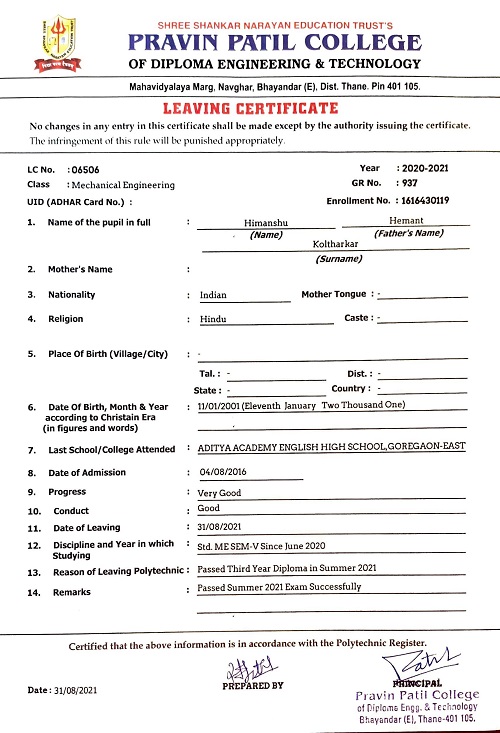 SHREE SHANKAR NARAYAN EDUCATION TRUST'S
PRAVIN PATIL COLLEGE
OF DIPLOMA ENGINEERING & TECHNOLOGY
Mahavidyalaya Marg, Navghar, Bhayandar (E), Dist. Thane. Pin 401 105.
LEAVING CERTIFICATE
No changes in any entry in this certificate shall be made except by the authority issuing the certificate.
The infringement of this rule will be punished appropriately.
LC No. : 06506 Year : 2020-2021
Class : Mechanical Engineering GR No. : 937
UID (ADHAR Card No.) : Enrollment No. : 1616430119
1. Name of the pupil in full : Himanshu Hemant
(Name) (Father's Name)
Koltharkar
(Surname)
2. Mother's Name :
3. Nationality : Indian Mother Tongue : -
4. Religion : Hindu Caste : -
5. Place Of Birth (Village/City) : -
Tal. : - Dist. : -
State : - Country : -
6. Date Of Birth, Month & Year : 11/01/2001 (Eleventh January Two Thousand One)
according to Christain Era
(in figures and words)
7. Last School/College Attended : ADITYA ACADEMY ENGLISH HIGH SCHOOL,GOREGAON-EAST
8. Date of Admission : 04/08/2016
9. Progress : Very Good
10. Conduct : Good
11. Date of Leaving : 31/08/2021
12. Discipline and Year in which : Std. ME SEM-V Since June 2020
Studying
13. Reason of Leaving Polytechnic : Passed Third Year Diploma in Summer 2021
14. Remarks : Passed Summer 2021 Exam Successfully
Certified that the above information is in accordance with the Polytechnic Register.
Date : 31/08/2021 PREPARED BY PRINCIPAL
Pravin Patil College
of Diploma Engg. & Technology
Bhayandar (E), Thane-401 105.